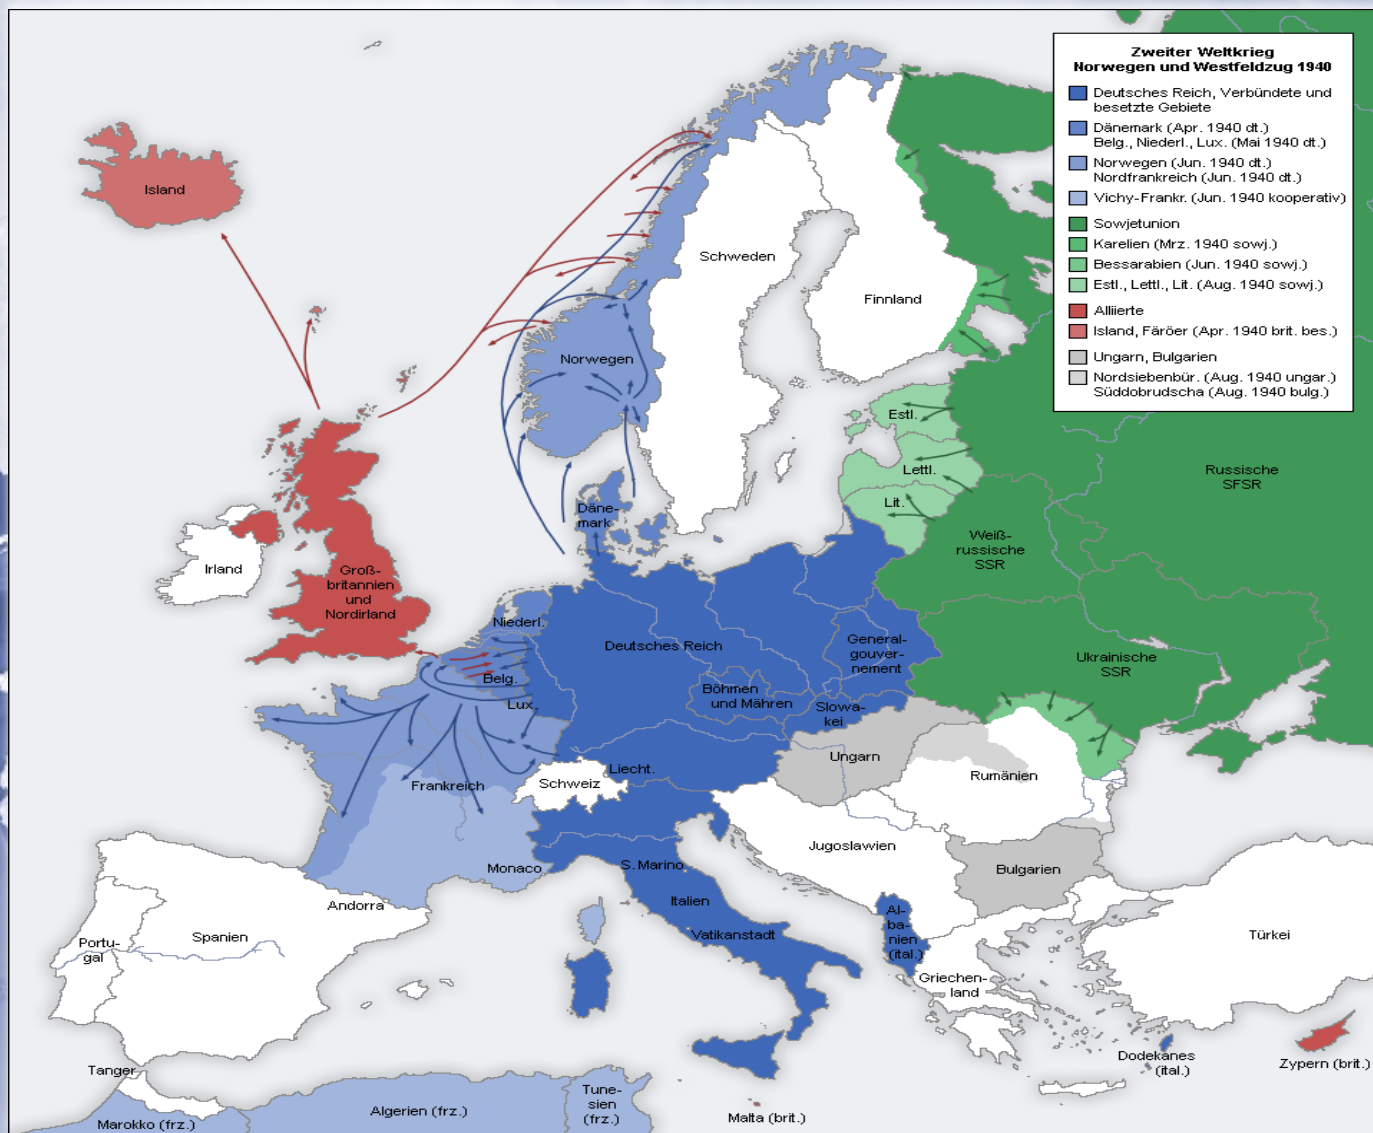 Zweiter Weltkrieg
Norwegen und Westfeldzug 1940
Deutsches Reich, Verbündete und
besetzte Gebiete
Dänemark (Apr. 1940 dt.)
Belg., Niederl., Lux. (Mai 1940 dt.)
Norwegen (Jun. 1940 dt.)
Nordfrankreich (Jun. 1940 dt.)
Vichy-Frankr. (Jun. 1940 kooperativ)
Sowjetunion
Karelien (Mrz. 1940 sowj.)
Bessarabien (Jun. 1940 sowj.)
Estl., Lettl., Lit. (Aug. 1940 sowj.)
Alliierte
Island, Färöer (Apr. 1940 brit. bes.)
Ungarn, Bulgarien
Nordsiebenbür. (Aug. 1940 ungar.)
Süddobrudscha (Aug. 1940 bulg.)
Island
Schweden
Finnland
Norwegen
Estl.
Lettl.
Lit.
Russische
SFSR
Däne-
mark
Weiß-
russische
SSR
Irland
Groß-
britannien
und
Nordirland
Niederl.
Deutsches Reich
General-
gouver-
nement
Ukrainische
SSR
Belg.
Lux.
Böhmen
und Mähren
Slowa-
kei
Ungarn
Liecht.
Schweiz
Frankreich
Rumänien
Jugoslawien
Monaco
S. Marino
Bulgarien
Andorra
Italien
Al-
ba-
nien
(ital.)
Vatikanstadt
Spanien
Portu-
gal
Türkei
Griechen-
land
Dodekanes
(ital.)
Zypern (brit.)
Tanger
Marokko (frz.)
Algerien (frz.)
Tune-
sien
(frz.)
Malta (brit.)